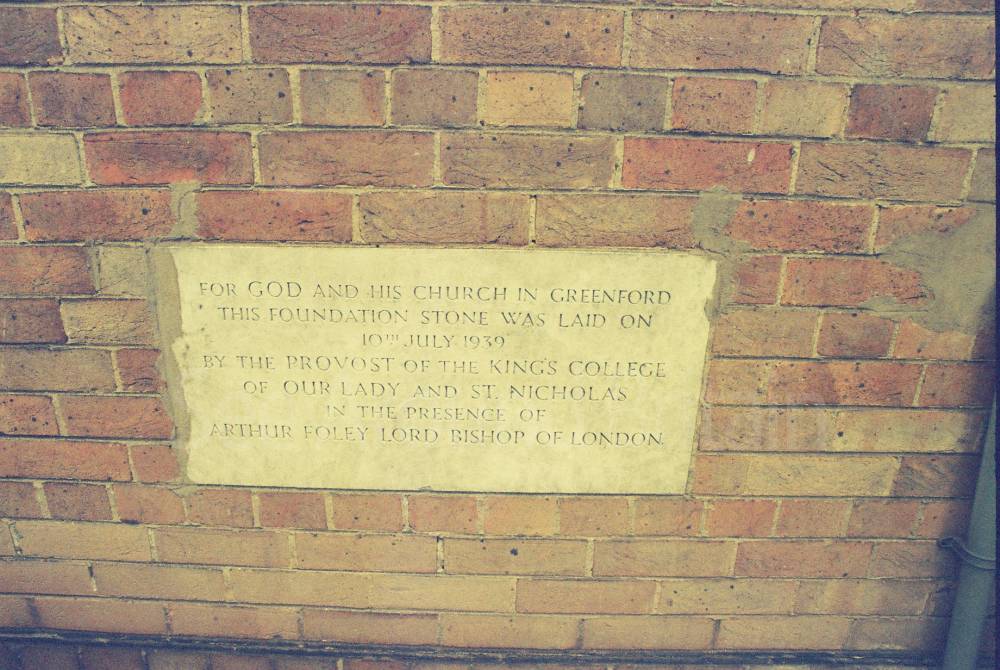 FOR GOD AND HIS CHURCH IN GREENFORD
THIS FOUNDATION STONE WAS LAID ON
10TH JULY 1939
BY THE PROVOST OF THE KING'S COLLEGE
OF OUR LADY AND ST. NICHOLAS
IN THE PRESENCE OF
ARTHUR FOLEY LORD BISHOP OF LONDON.